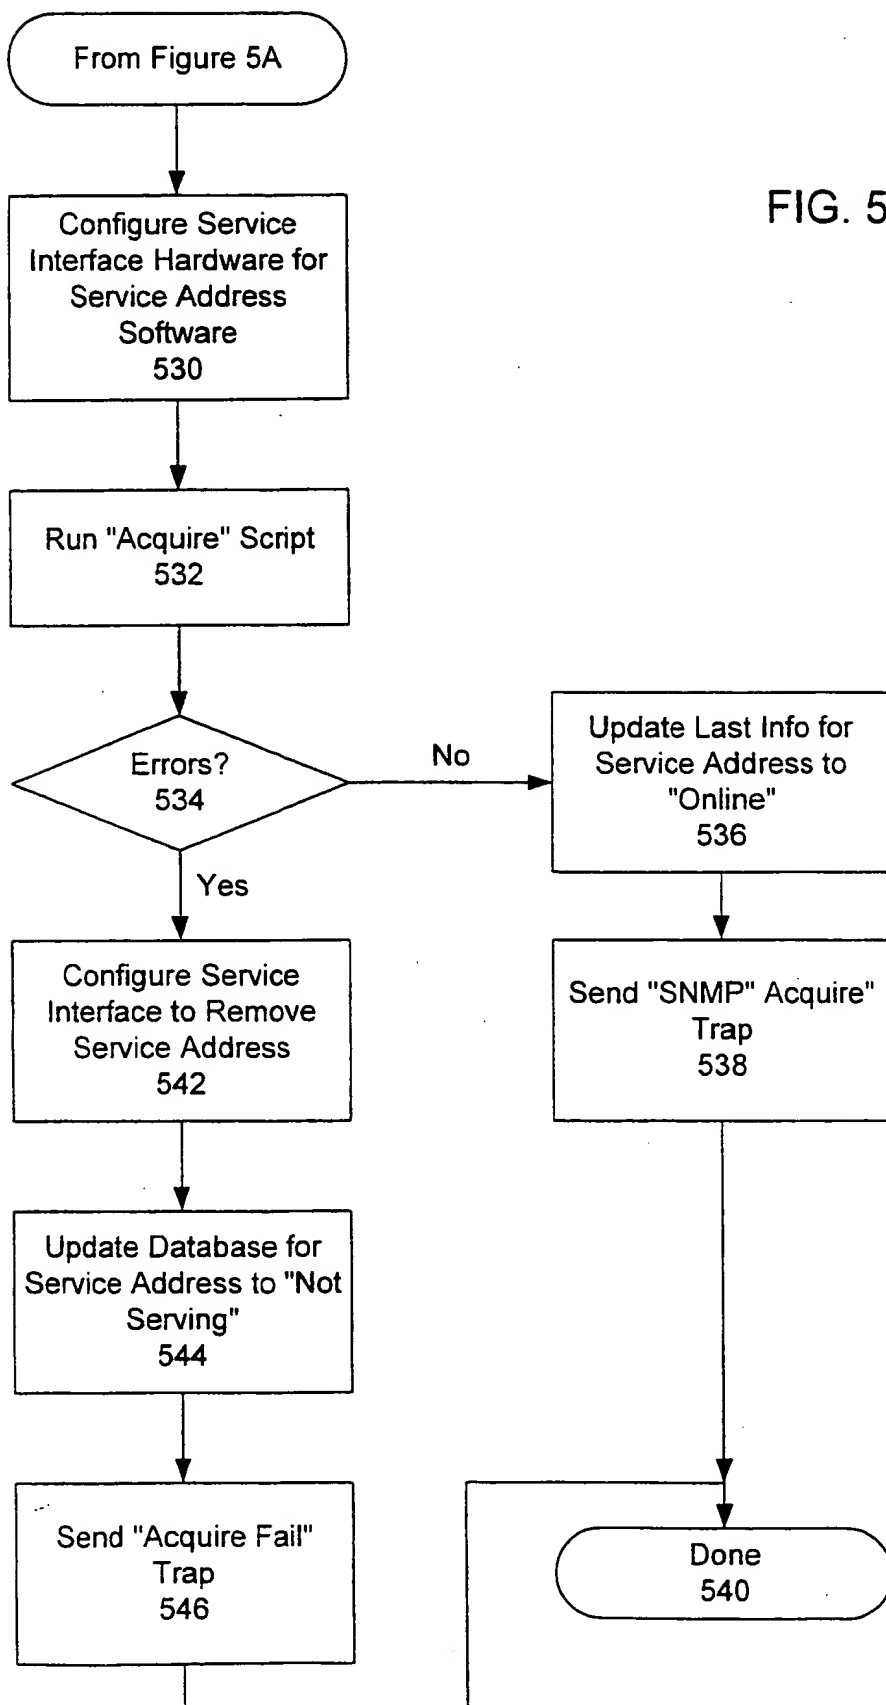 From Figure 5A
FIG. 5
Configure Service
Interface Hardware for
Service Address
Software
530
Run "Acquire" Script
532
Errors?
534
No
Yes
Update Last Info for
Service Address to
"Online"
536
Send "SNMP" Acquire"
Trap
538
Configure Service
Interface to Remove
Service Address
542
Update Database for
Service Address to "Not
Serving"
544
Send "Acquire Fail"
Trap
546
Done
540